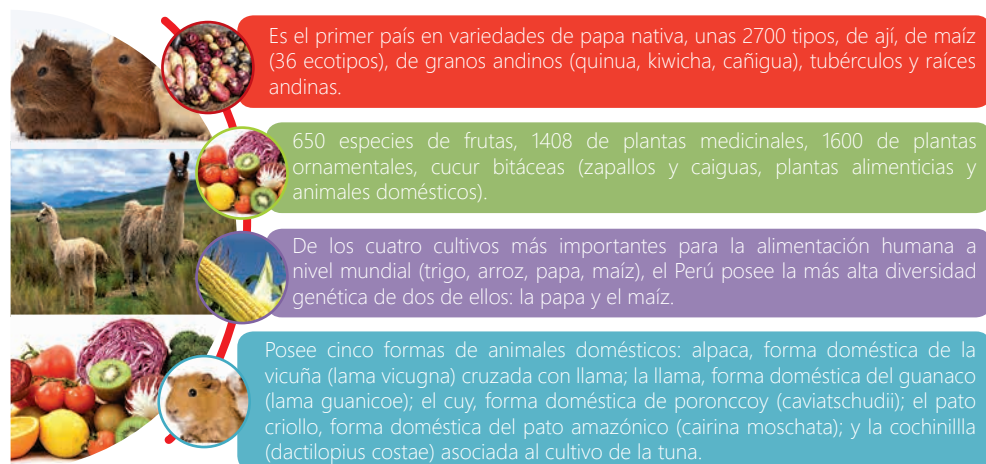 Es el primer país en variedades de papa nativa, unas 2700 tipos, de ají, de maíz
(36 ecotipos), de granos andinos (quinua, kiwicha, cañigua), tubérculos y raíces
andinas.
650 especies de frutas, 1408 de plantas medicinales, 1600 de plantas
ornamentales, cucur bitáceas (zapallos y caiguas, plantas alimenticias y
animales domésticos).
De los cuatro cultivos más importantes para la alimentación humana a
nivel mundial (trigo, arroz, papa, maíz), el Perú posee la más alta diversidad
genética de dos de ellos: la papa y el maíz.
Posee cinco formas de animales domésticos: alpaca, forma doméstica de la
vicuña (lama vicugna) cruzada con llama; la llama, forma doméstica del guanaco
(lama guanicoe); el cuy, forma doméstica de poronccoy (caviatschudii); el pato
criollo, forma doméstica del pato amazónico (cairina moschata); y la cochinillla
(dactilopius costae) asociada al cultivo de la tuna.